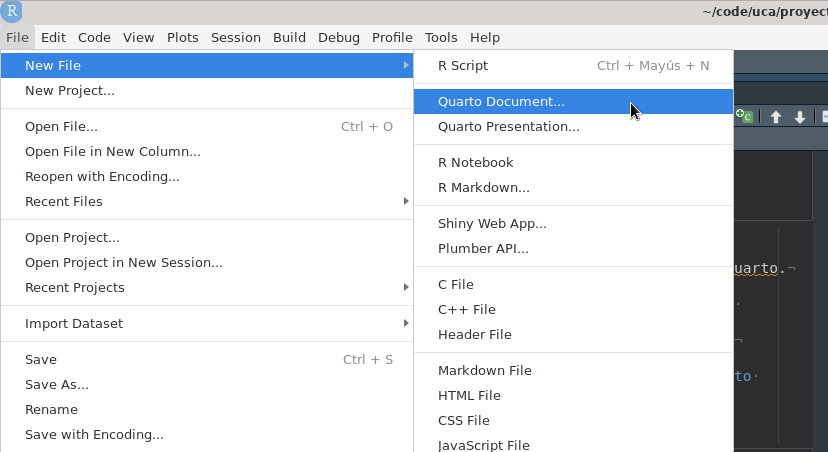 R
~/code/uca/proyect
File Edit Code View Plots Session Build Debug Profile Tools Help
New File
New Project...
Open File... Ctrl + O
Open File in New Column...
Reopen with Encoding...
Recent Files
Open Project...
Open Project in New Session...
Recent Projects
Import Dataset
Save Ctrl + S
Save As...
Rename
Save with Encoding...
R Script Ctrl + Mayús + N
Quarto Document...
Quarto Presentation...
R Notebook
R Markdown...
Shiny Web App...
Plumber API...
C File
C++ File
Header File
Markdown File
HTML File
CSS File
JavaScript File
C
uarto.¬
¬
to·